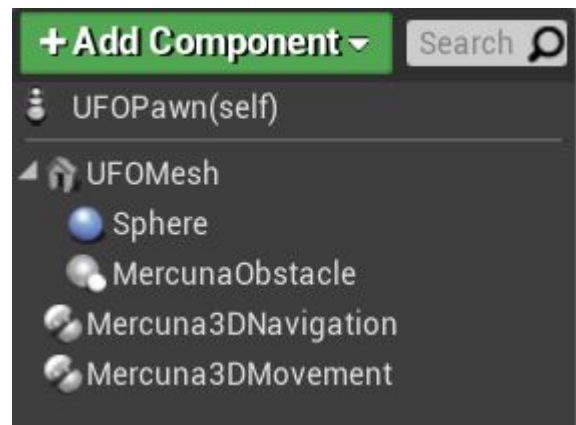 + Add Component Search
UFOPawn(self)
UFOMesh
Sphere
MercunaObstacle
Mercuna3DNavigation
Mercuna3DMovement